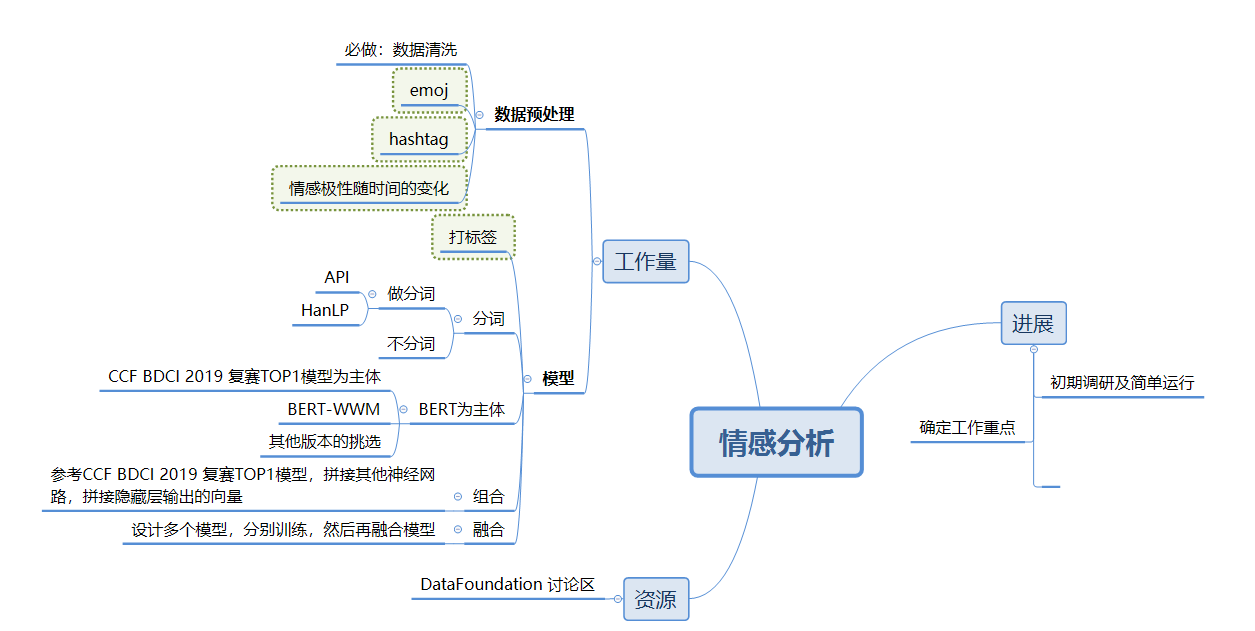 必做：数据清洗
emoj
hashtag
情感极性随时间的变化
数据预处理
打标签
API
HanLP
做分词
不分词
分词
CCF BDCI 2019 复赛TOP1模型为主体
BERT-WWM
其他版本的挑选
BERT为主体
参考CCF BDCI 2019 复赛TOP1模型，拼接其他神经网
路，拼接隐藏层输出的向量
组合
设计多个模型，分别训练，然后再融合模型
融合
模型
工作量
情感分析
进展
初期调研及简单运行
确定工作重点
DataFoundation 讨论区
资源